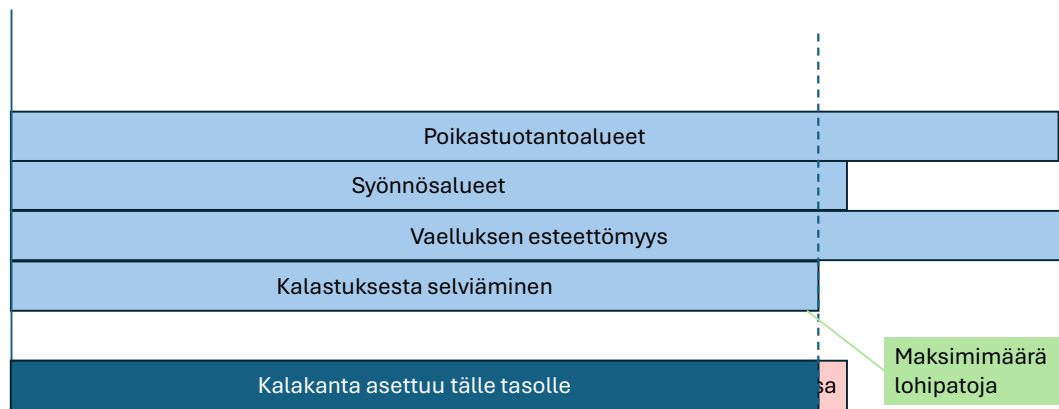 Poikastuotantoalueet
Syönnösalueet
Vaelluksen esteettömyys
Kalastuksesta selviäminen
Maksimimäärä
lohipatoja
Kalakanta asettuu tälle tasolle